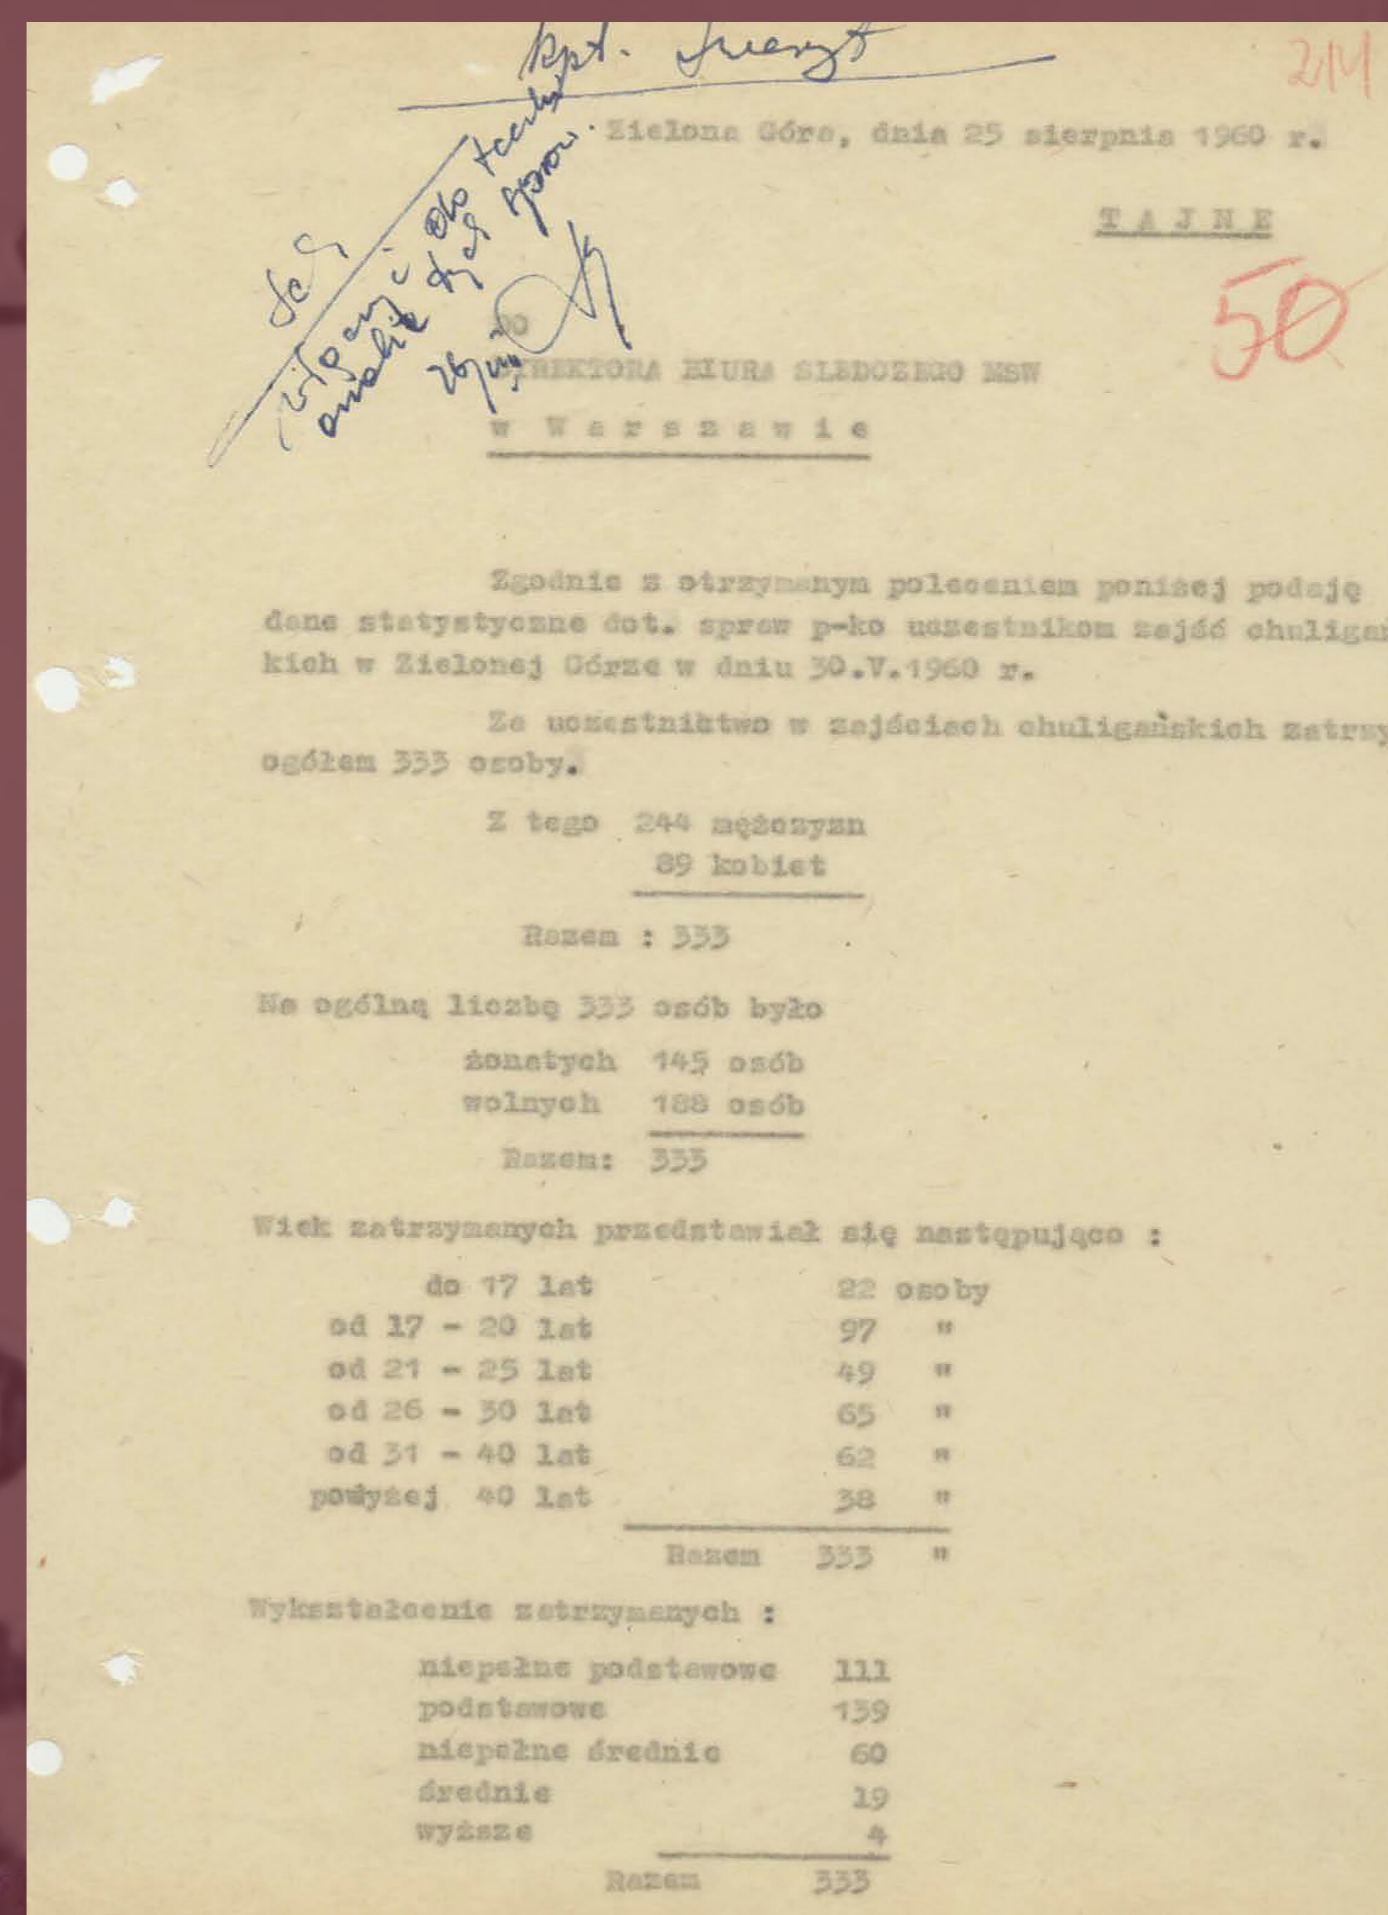 kpt.
214
Zielona Góra, dnia 25 sierpnia 1960 r.
T A J N E
50
DO
DYREKTORA BIURA SLEDCZEGO MSW
w W a r s z a w i e
Zgodnie z otrzymanym poleceniem poniżej podaję
dane statystyczne dot. spraw p-ko uczestnikom zajść chuligań
kich w Zielonej Górze w dniu 30.V.1960 r.
Za uczestnictwo w zajściach chuligańskich zatrzy
ogółem 333 osoby.
Z tego 244 mężczyzn
89 kobiet
Razem : 333
Na ogólną liczbę 333 osób było
żonatych 145 osób
wolnych 188 osób
Razem: 333
Wiek zatrzymanych przedstawiał się następująco :
do 17 lat 22 osoby
od 17 - 20 lat 97 "
od 21 - 25 lat 49 "
od 26 - 30 lat 65 "
od 31 - 40 lat 62 "
powyżej 40 lat 38 "
Razem 333 "
Wykształcenie zatrzymanych :
niepełne podstawowe 111
podstawowe 139
niepełne średnie 60
średnie 19
wyższe 4
Razem 333